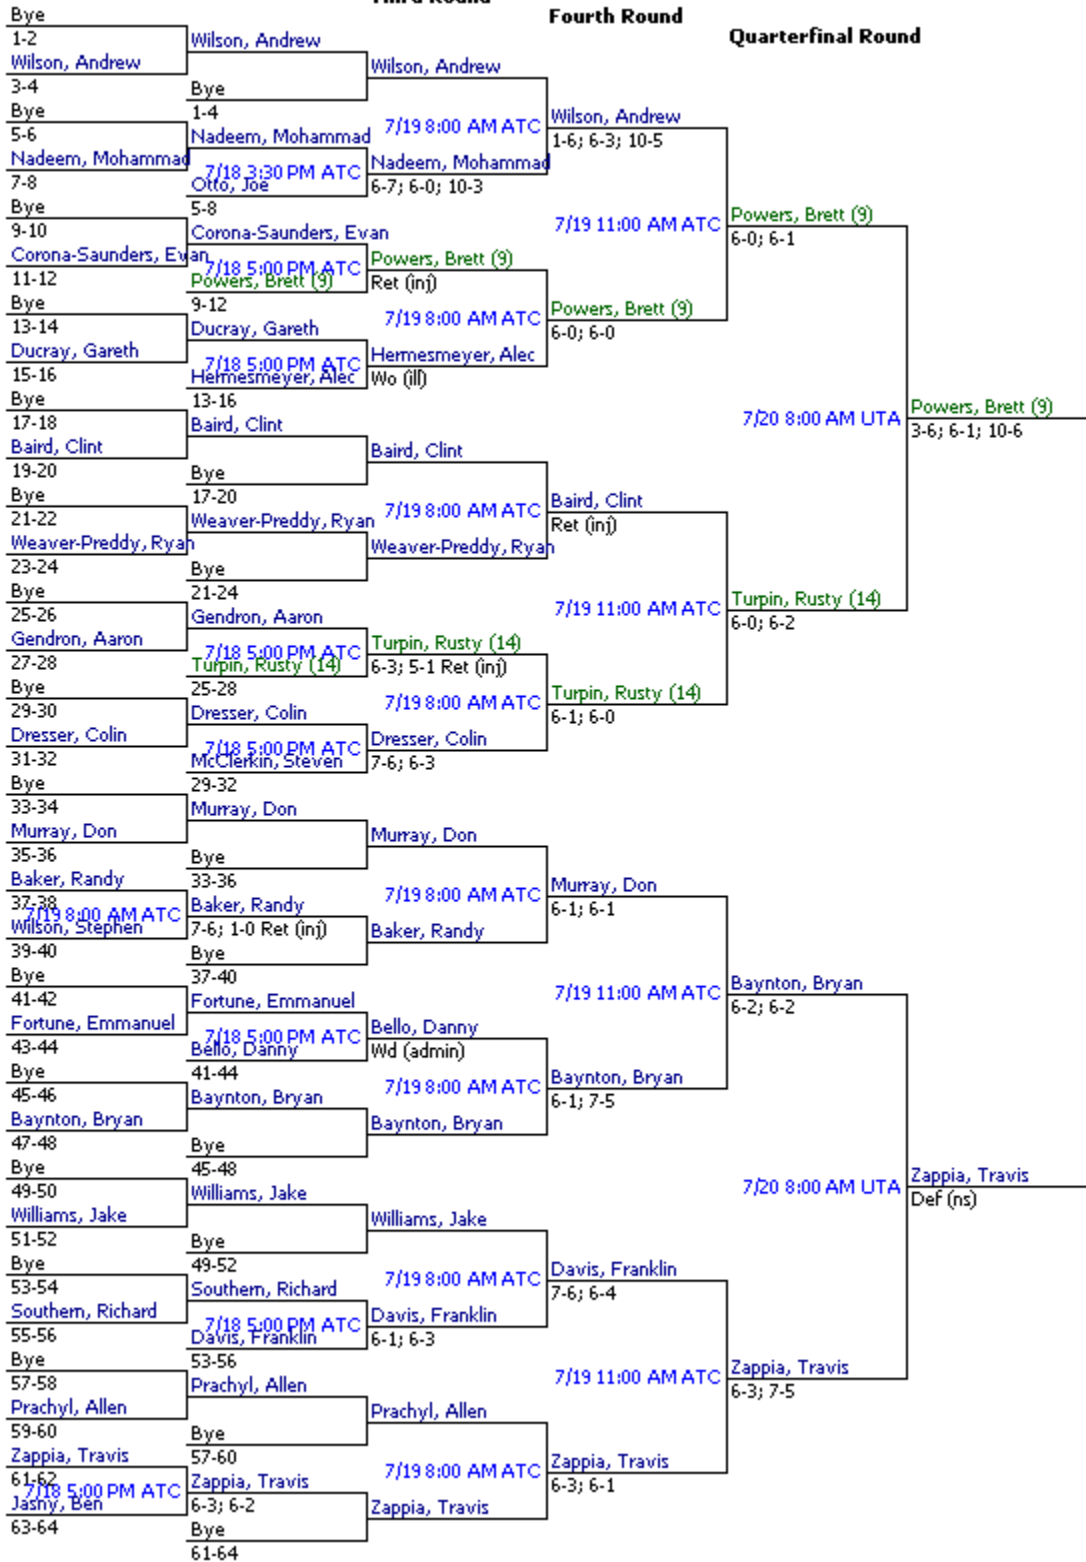 Third Round
Fourth Round
Quarterfinal Round
Bye
1-2
Wilson, Andrew
3-4
Bye
5-6
Nadeem, Mohammad
7-8
Bye
9-10
Corona-Saunders, Evan
11-12
Bye
13-14
Ducray, Gareth
15-16
Bye
17-18
Baird, Clint
19-20
Bye
21-22
Weaver-Preddy, Ryan
23-24
Bye
25-26
Gendron, Aaron
27-28
Bye
29-30
Dresser, Colin
31-32
Bye
33-34
Murray, Don
35-36
Baker, Randy
37-38
7/19 8:00 AM ATC
Wilson, Stephen
39-40
Bye
41-42
Fortune, Emmanuel
43-44
Bye
45-46
Baynton, Bryan
47-48
Bye
49-50
Williams, Jake
51-52
Bye
53-54
Southern, Richard
55-56
Bye
57-58
Prachyl, Allen
59-60
Zappia, Travis
61-62
7/18 5:00 PM ATC
Jashy, Ben
63-64
Wilson, Andrew
Bye
1-4
Nadeem, Mohammad
7/18 3:30 PM ATC
Otto, Joe
5-8
Corona-Saunders, Evan
7/18 5:00 PM ATC
Powers, Brett (9)
9-12
Ducray, Gareth
7/18 5:00 PM ATC
Hermesmeyer, Alec
13-16
Baird, Clint
Bye
17-20
Weaver-Preddy, Ryan
Bye
21-24
Gendron, Aaron
7/18 5:00 PM ATC
Turpin, Rusty (14)
25-28
Dresser, Colin
7/18 5:00 PM ATC
McClerkin, Steven
29-32
Murray, Don
Bye
33-36
Baker, Randy
7-6; 1-0 Ret (inj)
Bye
37-40
Fortune, Emmanuel
7/18 5:00 PM ATC
Bello, Danny
41-44
Baynton, Bryan
Bye
45-48
Williams, Jake
Bye
49-52
Southern, Richard
7/18 5:00 PM ATC
Davis, Franklin
53-56
Prachyl, Allen
Bye
57-60
Zappia, Travis
6-3; 6-2
Bye
61-64
Wilson, Andrew
7/19 8:00 AM ATC
Nadeem, Mohammad
6-7; 6-0; 10-3
Powers, Brett (9)
Ret (inj)
7/19 8:00 AM ATC
Hermesmeyer, Alec
Wo (ill)
Baird, Clint
7/19 8:00 AM ATC
Weaver-Preddy, Ryan
Turpin, Rusty (14)
6-3; 5-1 Ret (inj)
7/19 8:00 AM ATC
Dresser, Colin
7-6; 6-3
Murray, Don
7/19 8:00 AM ATC
Baker, Randy
Bello, Danny
Wd (admin)
7/19 8:00 AM ATC
Baynton, Bryan
Williams, Jake
7/19 8:00 AM ATC
Davis, Franklin
6-1; 6-3
Prachyl, Allen
7/19 8:00 AM ATC
Zappia, Travis
Wilson, Andrew
1-6; 6-3; 10-5
7/19 11:00 AM ATC
Powers, Brett (9)
6-0; 6-0
Baird, Clint
Ret (inj)
7/19 11:00 AM ATC
Turpin, Rusty (14)
6-1; 6-0
Murray, Don
6-1; 6-1
7/19 11:00 AM ATC
Baynton, Bryan
6-1; 7-5
Davis, Franklin
7-6; 6-4
7/19 11:00 AM ATC
Zappia, Travis
6-3; 6-1
Powers, Brett (9)
6-0; 6-1
7/20 8:00 AM UTA
Turpin, Rusty (14)
6-0; 6-2
Baynton, Bryan
6-2; 6-2
7/20 8:00 AM UTA
Zappia, Travis
6-3; 7-5
Powers, Brett (9)
3-6; 6-1; 10-6
Zappia, Travis
Def (ns)